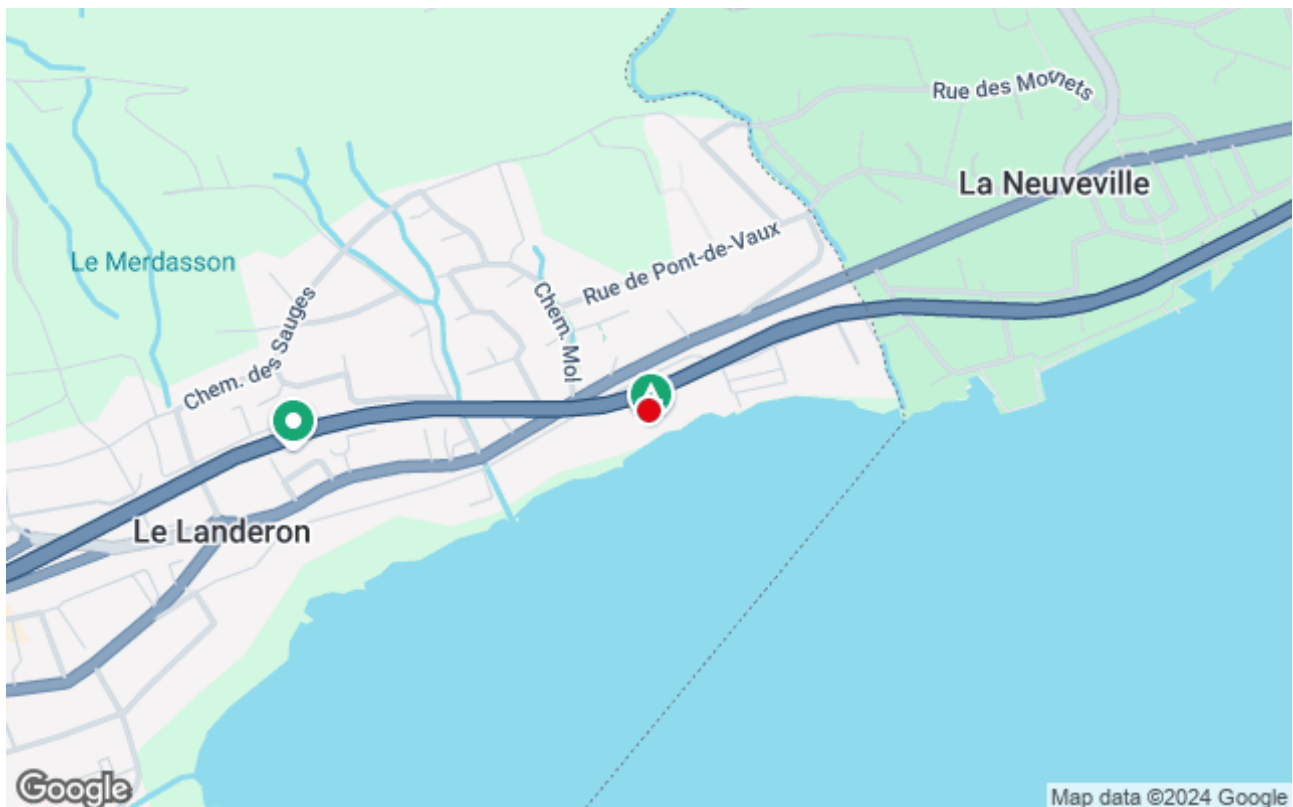 Rue des Mornets
La Neuveville
Rue de Pont-de-Vaux
Le Merdasson
Chem. Mol
Chem. des Sauges
Le Landeron
Google
Map data ©2024 Google